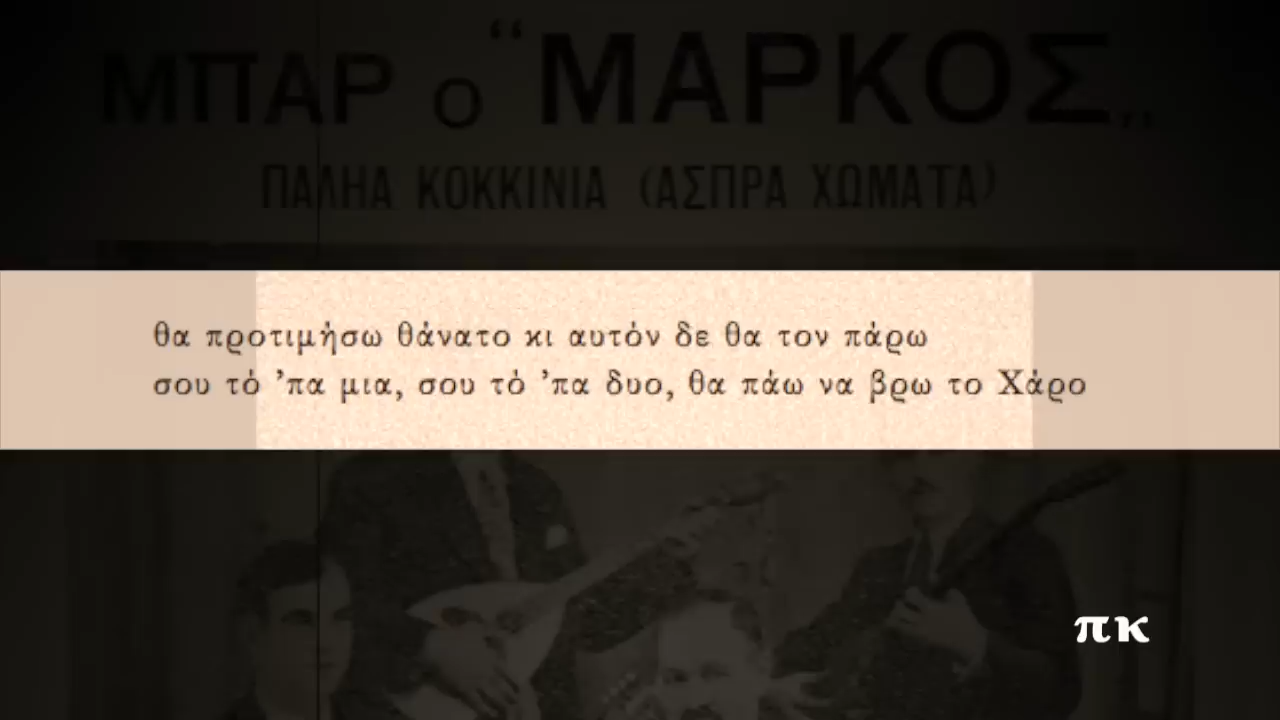 ΜΠΑΡ ο “ΜΑΡΚΟΣ„
ΠΑΛΗΑ ΚΟΚΚΙΝΙΑ (ΑΣΠΡΑ ΧΩΜΑΤΑ)
θα προτιμήσω θάνατο κι αυτόν δε θα τον πάρω
σου τό ’πα μια, σου τό ’πα δυο, θα πάω να βρω το Χάρο
πκ